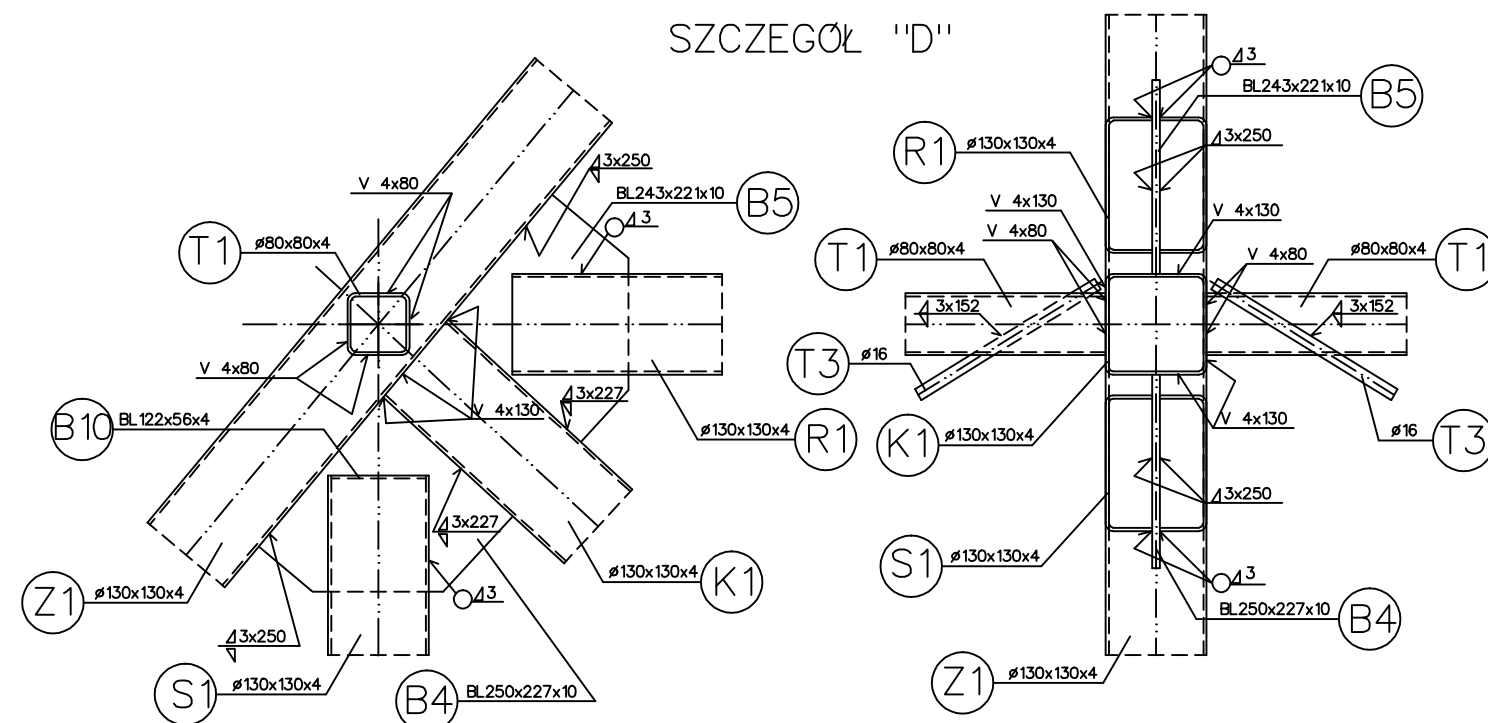 SZCZEGÓŁ "D"
V 4x80
3x250
BL243x221x10
B5
3
T1
ø80x80x4
V 4x80
B10
BL122x56x4
3x227
V 4x130
ø130x130x4
R1
3x227
Z1
ø130x130x4
3
ø130x130x4
K1
3x250
S1
ø130x130x4
B4
BL250x227x10
3
BL243x221x10
B5
3x250
R1
ø130x130x4
V 4x130
V 4x130
V 4x80
V 4x80
T1
ø80x80x4
ø80x80x4
T1
3x152
3x152
T3
ø16
V 4x130
K1
ø130x130x4
ø16
T3
3x250
S1
ø130x130x4
3
BL250x227x10
B4
Z1
ø130x130x4